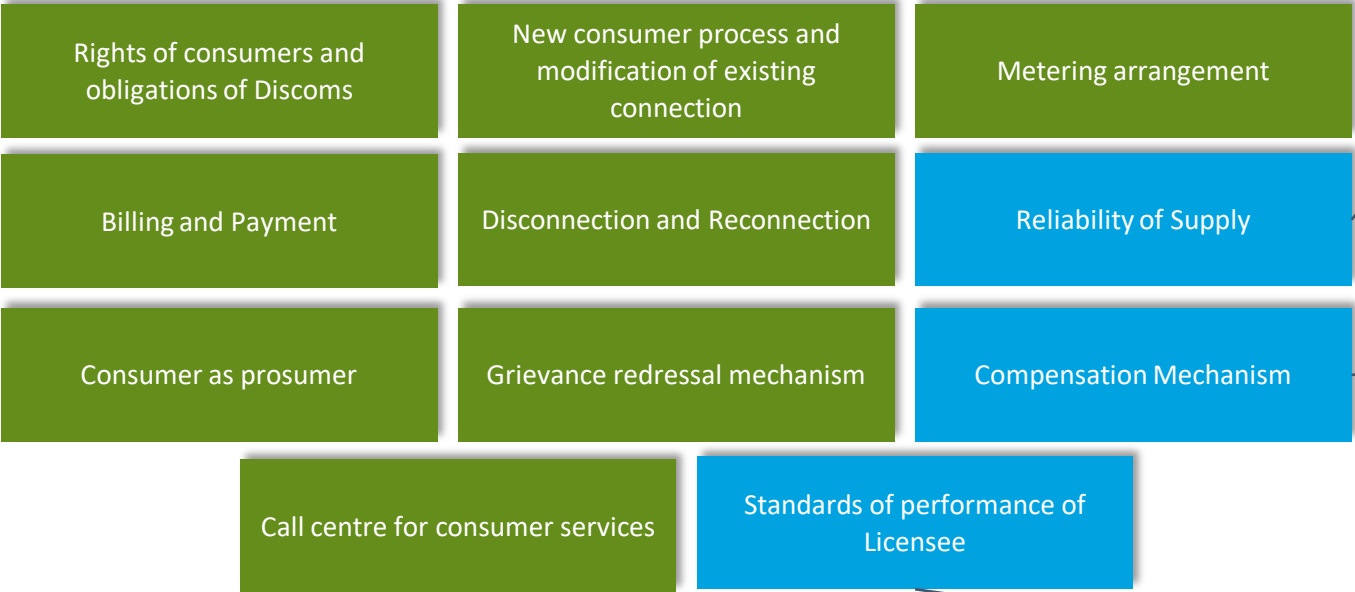 Rights of consumers and
obligations of Discoms
New consumer process and
modification of existing
connection
Metering arrangement
Billing and Payment
Disconnection and Reconnection
Reliability of Supply
Consumer as prosumer
Grievance redressal mechanism
Compensation Mechanism
Call centre for consumer services
Standards of performance of
Licensee